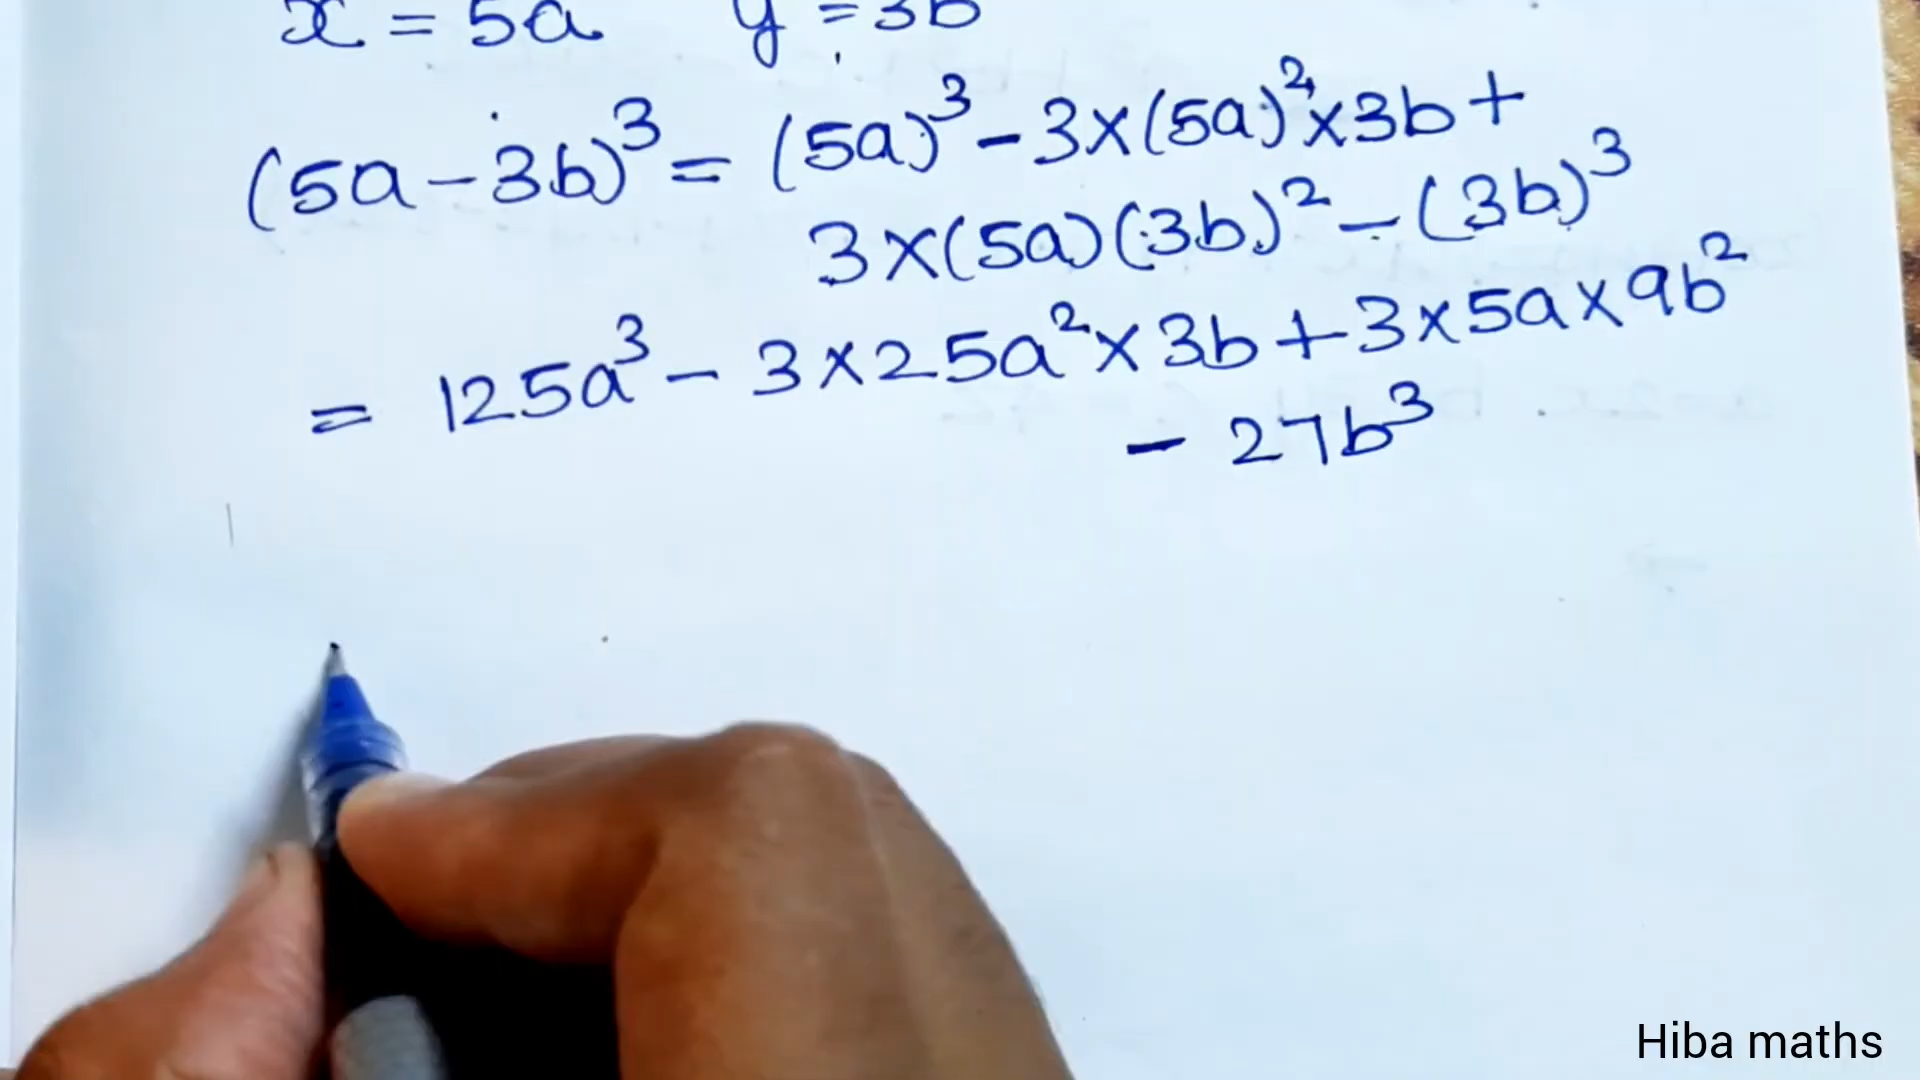 x = 5a y = 3b
(5a - 3b)³ = (5a)³ - 3×(5a)²×3b +
3×(5a)(3b)² - (3b)³
= 125a³ - 3×25a²×3b + 3×5a×9b²
- 27b³
Hiba maths